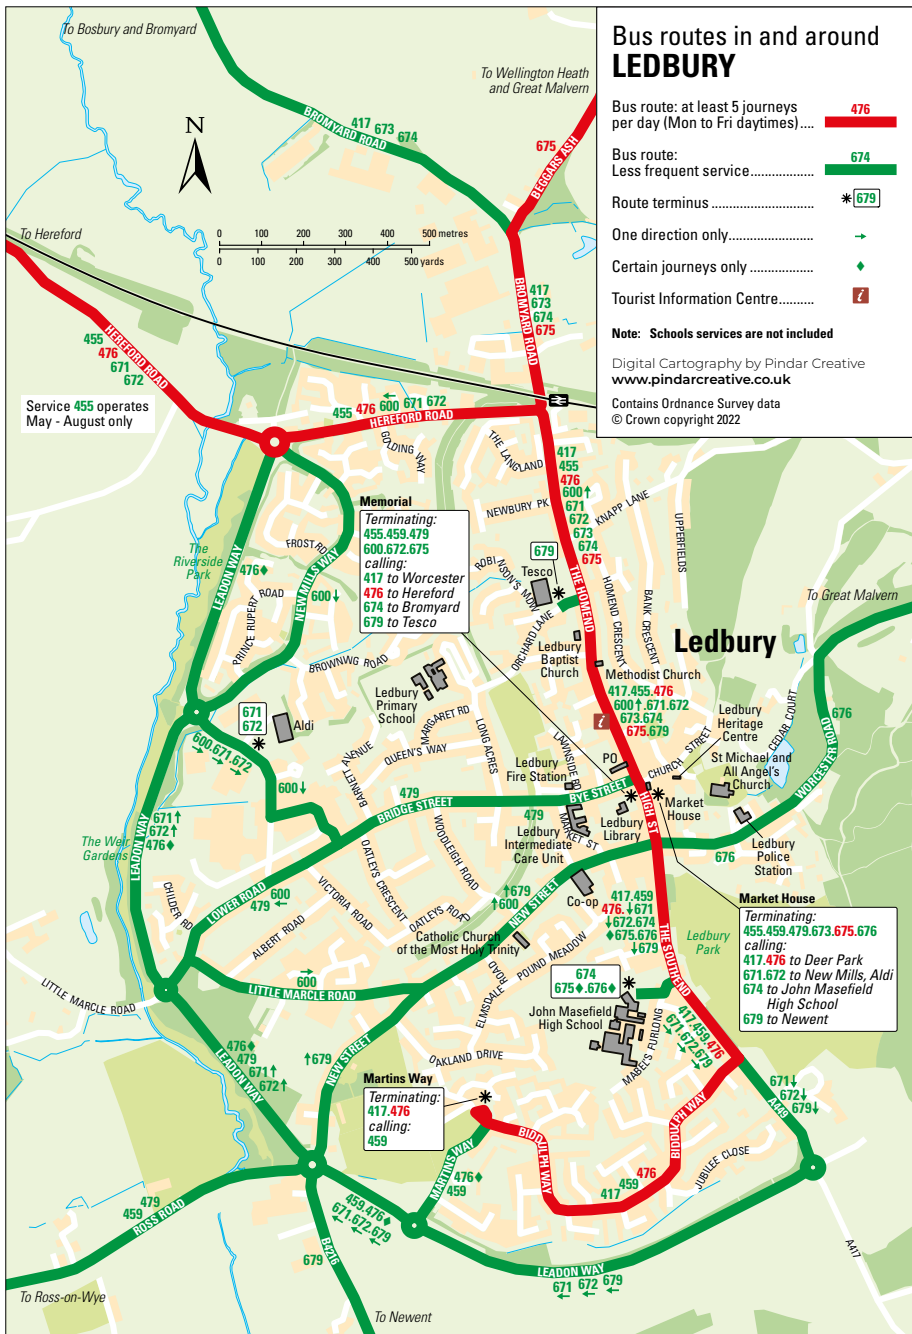 To Bosbury and Bromyard
To Wellington Heath
and Great Malvern
Bus routes in and around
LEDBURY
Bus route: at least 5 journeys
per day (Mon to Fri daytimes)....
476
Bus route:
Less frequent service..................
674
Route terminus ............................
* 679
One direction only.......................
→
Certain journeys only ..................
♦
Tourist Information Centre..........
i
Note: Schools services are not included
Digital Cartography by Pindar Creative
www.pindarcreative.co.uk
Contains Ordnance Survey data
© Crown copyright 2022
N
417 673 674
BROMYARD ROAD
675
BEGGARS ASH
To Hereford
0 100 200 300 400 500 metres
0 100 200 300 400 500 yards
BROMYARD ROAD
417
673
674
675
HEREFORD ROAD
455
476
671
672
Service 455 operates
May - August only
←
455 476 600 671 672
HEREFORD ROAD
GOLDING WAY
THE LANGLAND
417
455
476
600↑
671
672
673
674
675
NEWBURY PK
KNAPP LANE
UPPERFIELDS
Memorial
Terminating:
455.459.479
600.672.675
calling:
417 to Worcester
476 to Hereford
674 to Bromyard
679 to Tesco
The
Riverside
Park
LEADON WAY
476♦
FROST RD
NEW MILLS WAY
600↓
PRINCE RUPERT ROAD
BROWNWG ROAD
679
Tesco
ROBINSON'S MDW
ORCHARD LANE
THE HOMEND
HOMEND CRESCENT
BANK CRESCENT
To Great Malvern
Ledbury
Ledbury
Baptist
Church
Methodist Church
417.455.476
600↑.671.672
673.674
675.679
i
Ledbury
Primary
School
MARGARET RD
QUEEN'S WAY
LONG ACRES
BARNETT AVENUE
671
672
Aldi
600.671.672
→ → →
600↓
LAWNSIDE RD
Ledbury
Fire Station
PO
CHURCH STREET
Ledbury
Heritage
Centre
CEDAR COURT
676
WORCESTER ROAD
St Michael and
All Angel's
Church
479
BRIDGE STREET
BYE STREET
479
MARKET ST
Ledbury
Library
HIGH ST
Market
House
Ledbury
Intermediate
Care Unit
Ledbury
Police
Station
676
The Weir
Gardens
LEADON WAY
671↑
672↑
476♦
CHILDER RD
LOWER ROAD
600
479 ←
ALBERT ROAD
VICTORIA ROAD
OATLEYS CRESCENT
WOODLEIGH ROAD
OATLEYS ROAD
↑679
↑600
NEW STREET
Co-op
Catholic Church
of the Most Holy Trinity
417.459
476.↓671
↓672.674
♦675.676
↓679
THE SOUTHEND
Ledbury
Park
Market House
Terminating:
455.459.479.673.675.676
calling:
417.476 to Deer Park
671.672 to New Mills, Aldi
674 to John Masefield
High School
679 to Newent
LITTLE MARCLE ROAD
→
600
LITTLE MARCLE ROAD
ELMSDALE ROAD
POUND MEADOW
674
675♦.676♦
John Masefield
High School
MABEL'S FURLONG
417.459.476
671.672.679
→ → →
476♦
479
671↑
672↑
LEADON WAY
↑679
NEW STREET
OAKLAND DRIVE
Martins Way
Terminating:
417.476
calling:
459
671↓
672↓
679↓
A449
BIDDULPH WAY
BIDDULPH WAY
417 459 476
JUBILEE CLOSE
MARTINS WAY
476♦
459
479
459
ROSS ROAD
459.476♦
671.672.679
← ← ←
679
B4216
LEADON WAY
671 672 679
← ← ←
A417
To Ross-on-Wye
To Newent